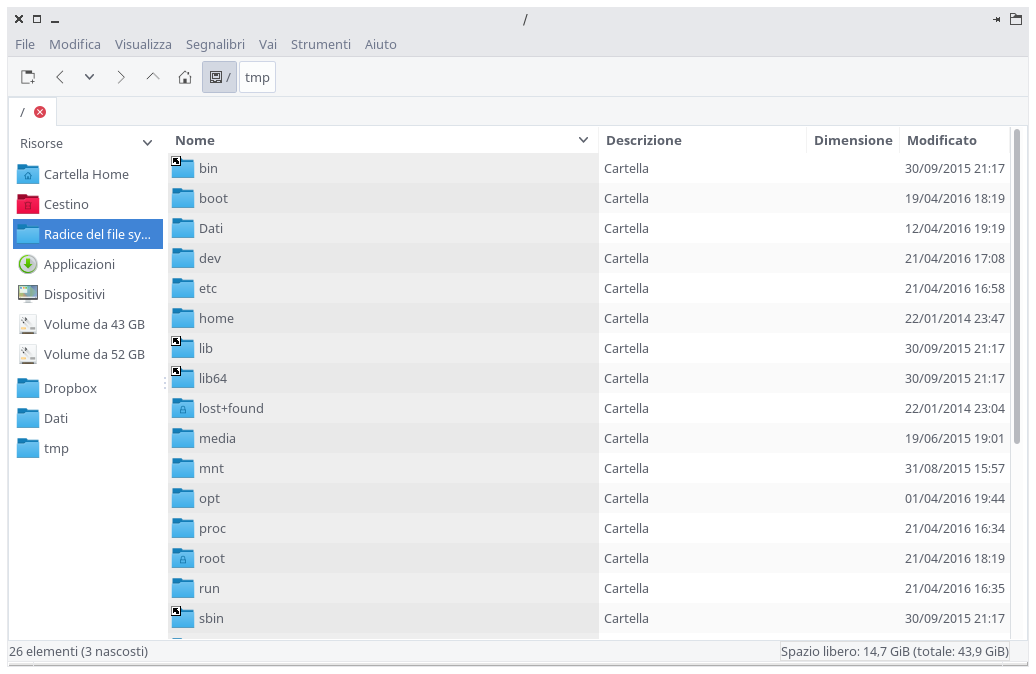 /
File Modifica Visualizza Segnalibri Vai Strumenti Aiuto
/ tmp
/
Risorse
Cartella Home
Cestino
Radice del file sy...
Applicazioni
Dispositivi
Volume da 43 GB
Volume da 52 GB
Dropbox
Dati
tmp
Nome Descrizione Dimensione Modificato
bin Cartella 30/09/2015 21:17
boot Cartella 19/04/2016 18:19
Dati Cartella 12/04/2016 19:19
dev Cartella 21/04/2016 17:08
etc Cartella 21/04/2016 16:58
home Cartella 22/01/2014 23:47
lib Cartella 30/09/2015 21:17
lib64 Cartella 30/09/2015 21:17
lost+found Cartella 22/01/2014 23:04
media Cartella 19/06/2015 19:01
mnt Cartella 31/08/2015 15:57
opt Cartella 01/04/2016 19:44
proc Cartella 21/04/2016 16:34
root Cartella 21/04/2016 18:19
run Cartella 21/04/2016 16:35
sbin Cartella 30/09/2015 21:17
26 elementi (3 nascosti) Spazio libero: 14,7 GiB (totale: 43,9 GiB)